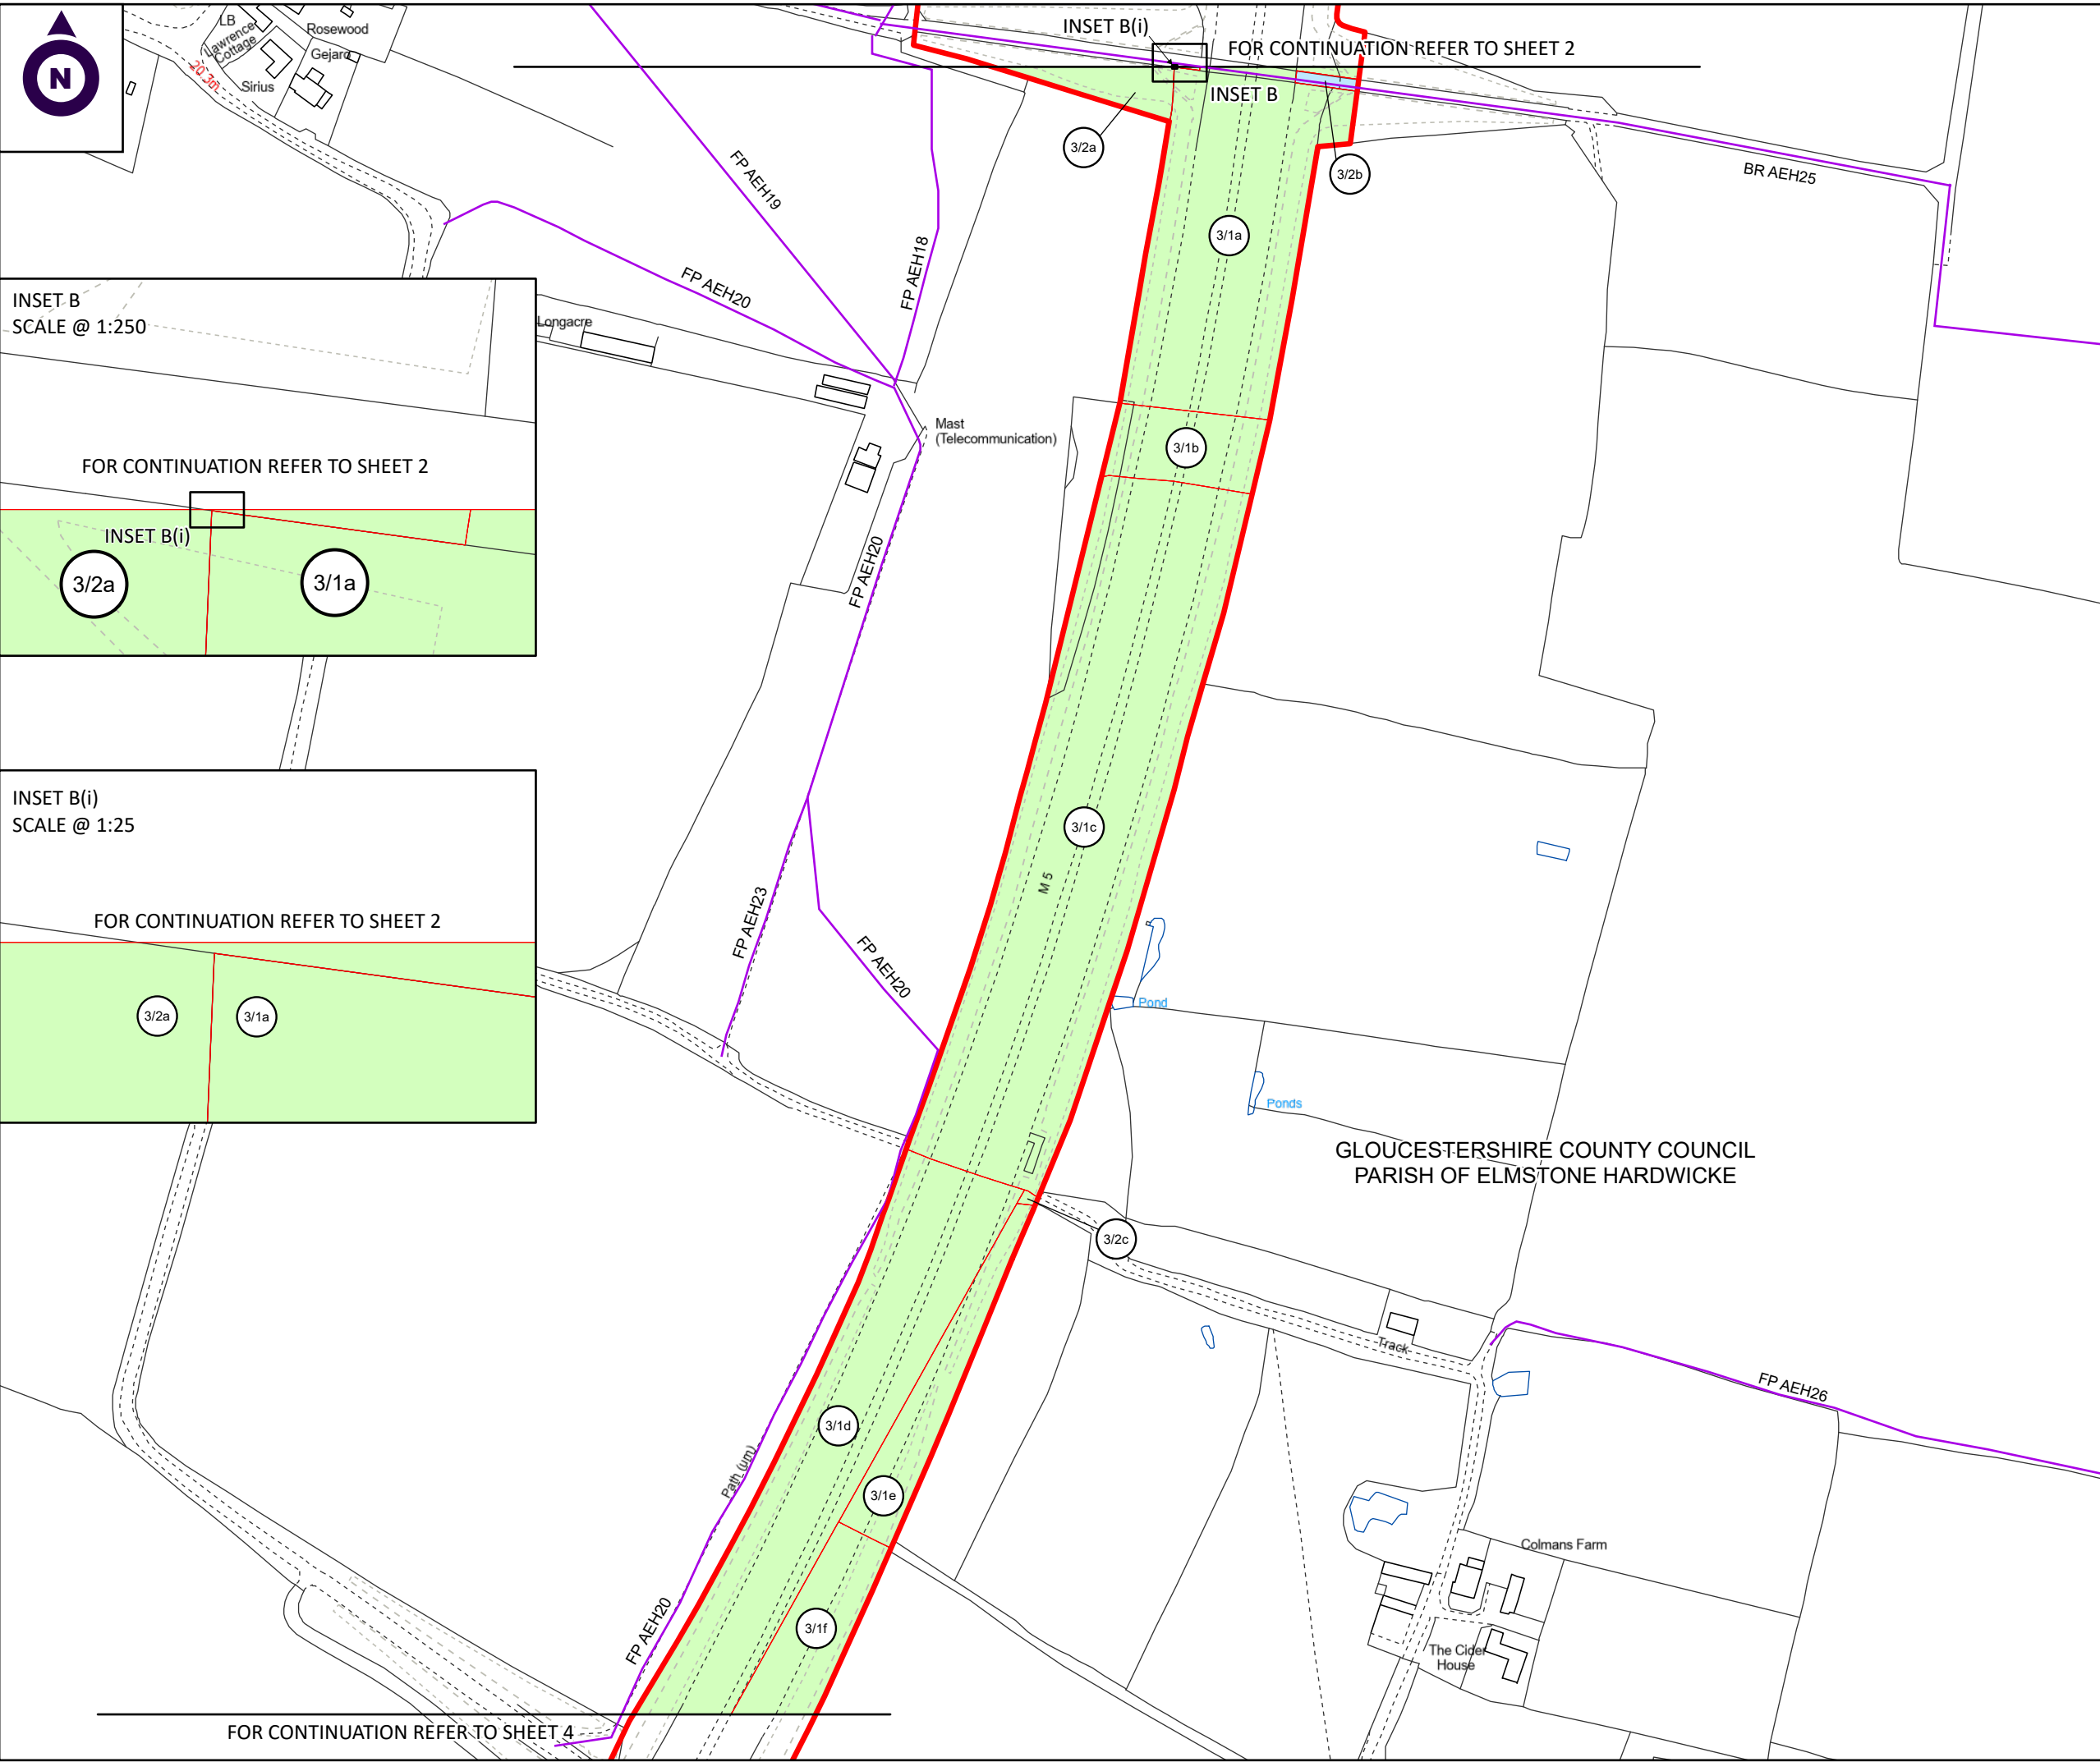 N
LB
Lawrence
Cottage
Rosewood
Gejaro
Sirius
20.3m
INSET B(i)
FOR CONTINUATION REFER TO SHEET 2
INSET B
3/2a
3/2b
3/1a
BR AEH25
FP AEH19
FP AEH18
FP AEH20
INSET B
SCALE @ 1:250
FOR CONTINUATION REFER TO SHEET 2
INSET B(i)
3/2a
3/1a
Longacre
Mast
(Telecommunication)
3/1b
FP AEH20
INSET B(i)
SCALE @ 1:25
FOR CONTINUATION REFER TO SHEET 2
3/2a
3/1a
3/1c
M 5
FP AEH23
FP AEH20
Pond
Ponds
GLOUCESTERSHIRE COUNTY COUNCIL
PARISH OF ELMSTONE HARDWICKE
3/2c
Track
FP AEH26
3/1d
Path (um)
3/1e
Colmans Farm
3/1f
FP AEH20
The Cider
House
FOR CONTINUATION REFER TO SHEET 4